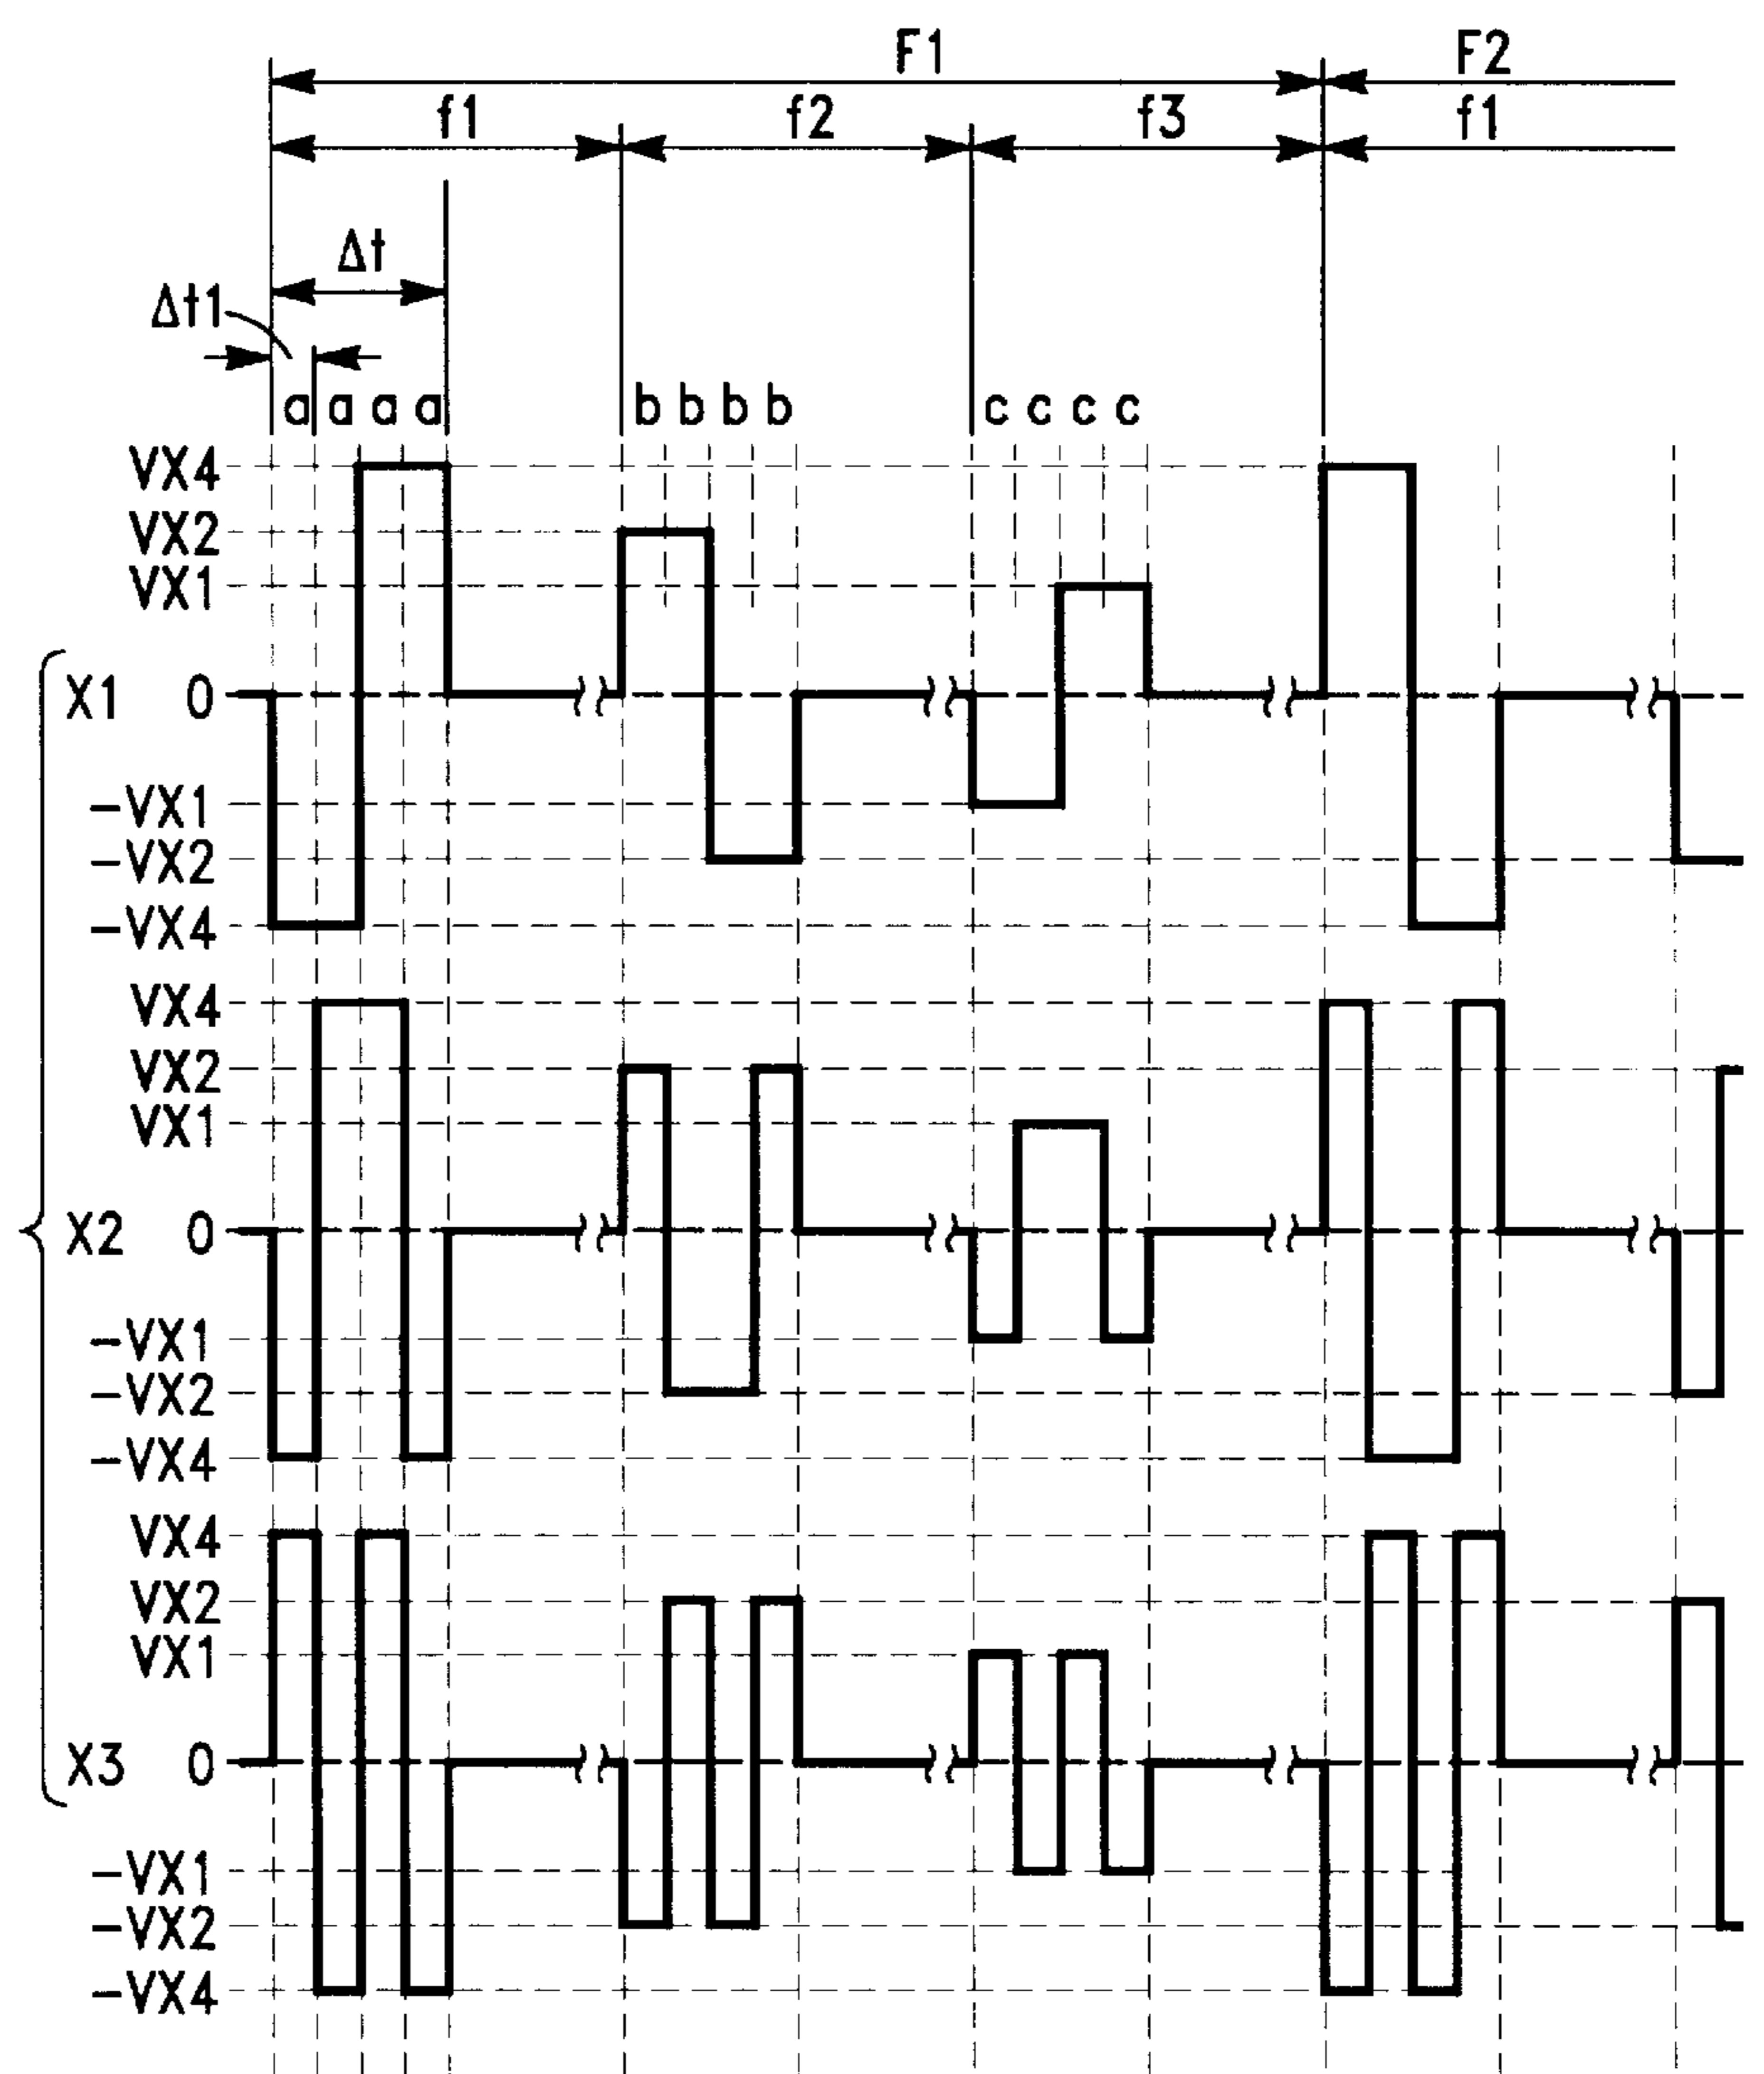 F1 F2
f1 f2 f3 f1
Δt
Δt1
a a a a b b b b c c c c
VX4
VX2
VX1
X1 0
-VX1
-VX2
-VX4
VX4
VX2
VX1
X2 0
-VX1
-VX2
-VX4
VX4
VX2
VX1
X3 0
-VX1
-VX2
-VX4